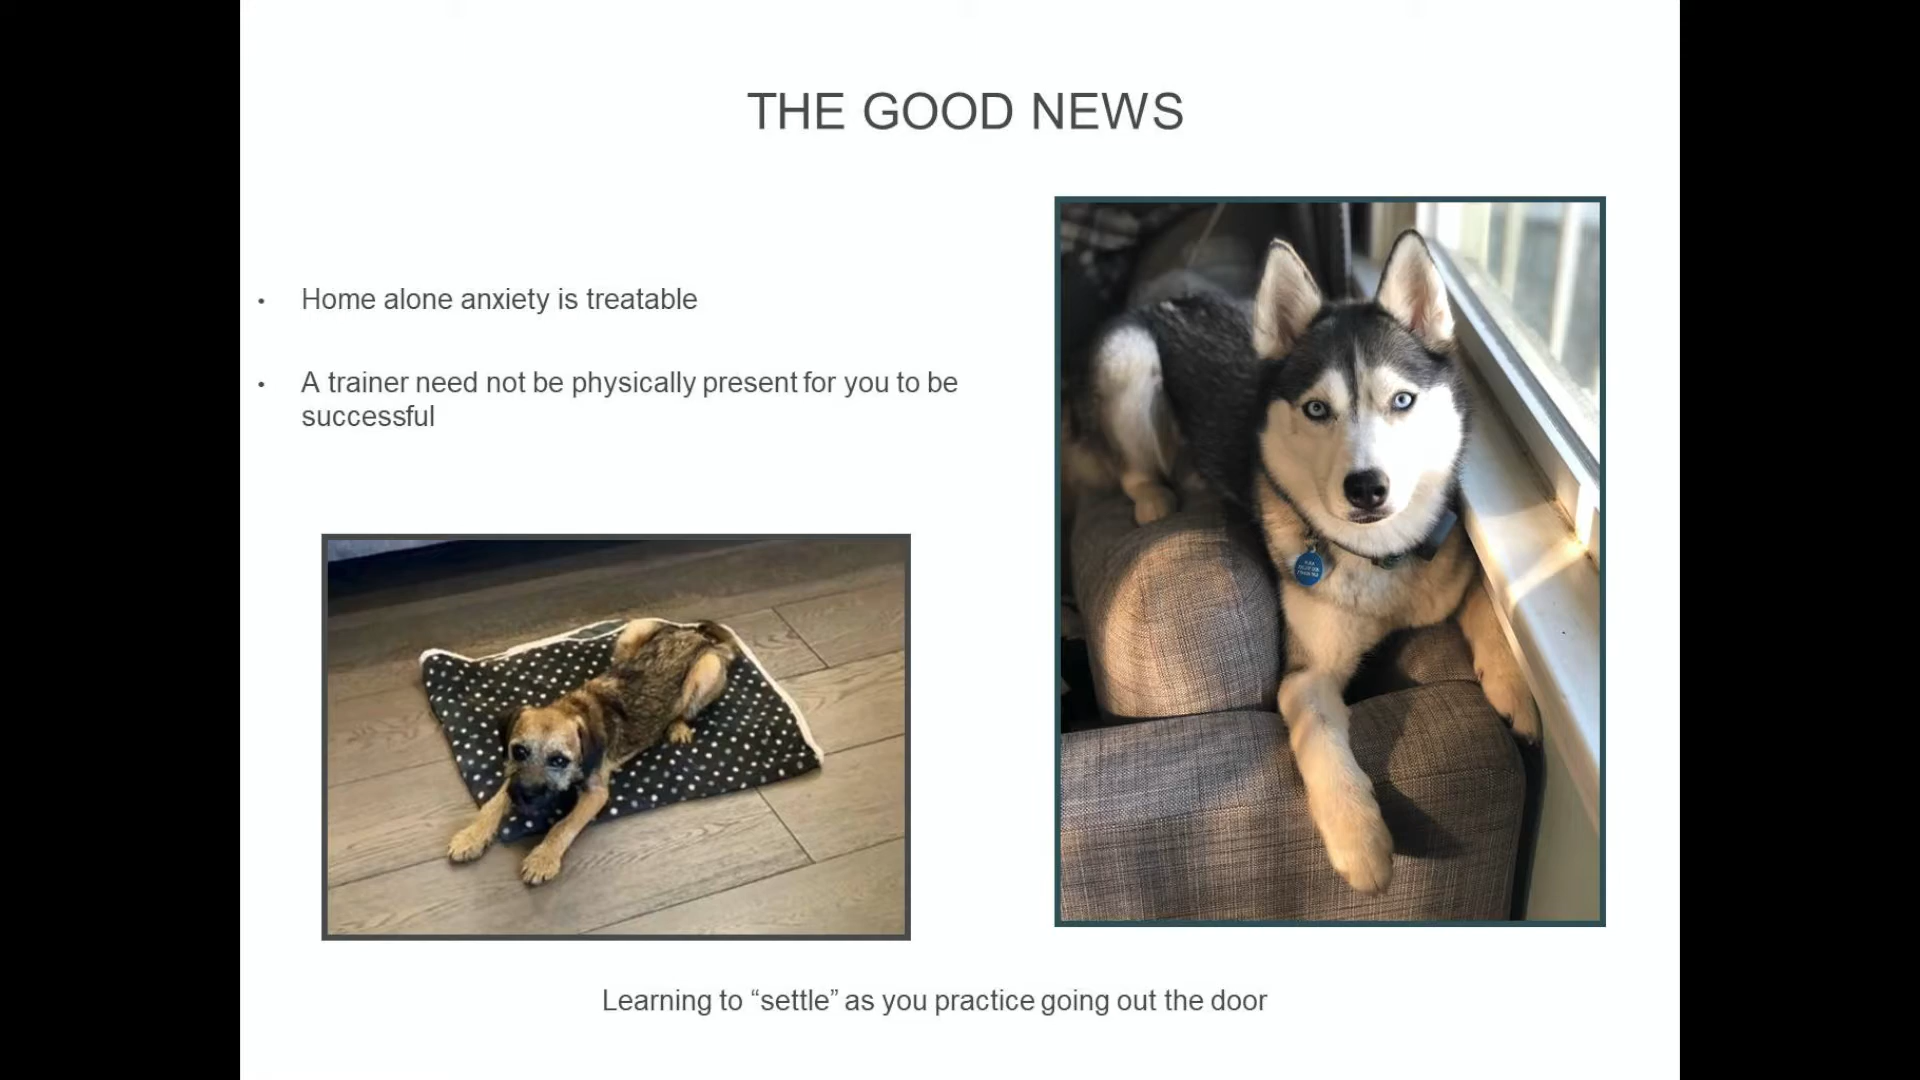 THE GOOD NEWS
• Home alone anxiety is treatable
• A trainer need not be physically present for you to be
successful
Learning to “settle” as you practice going out the door